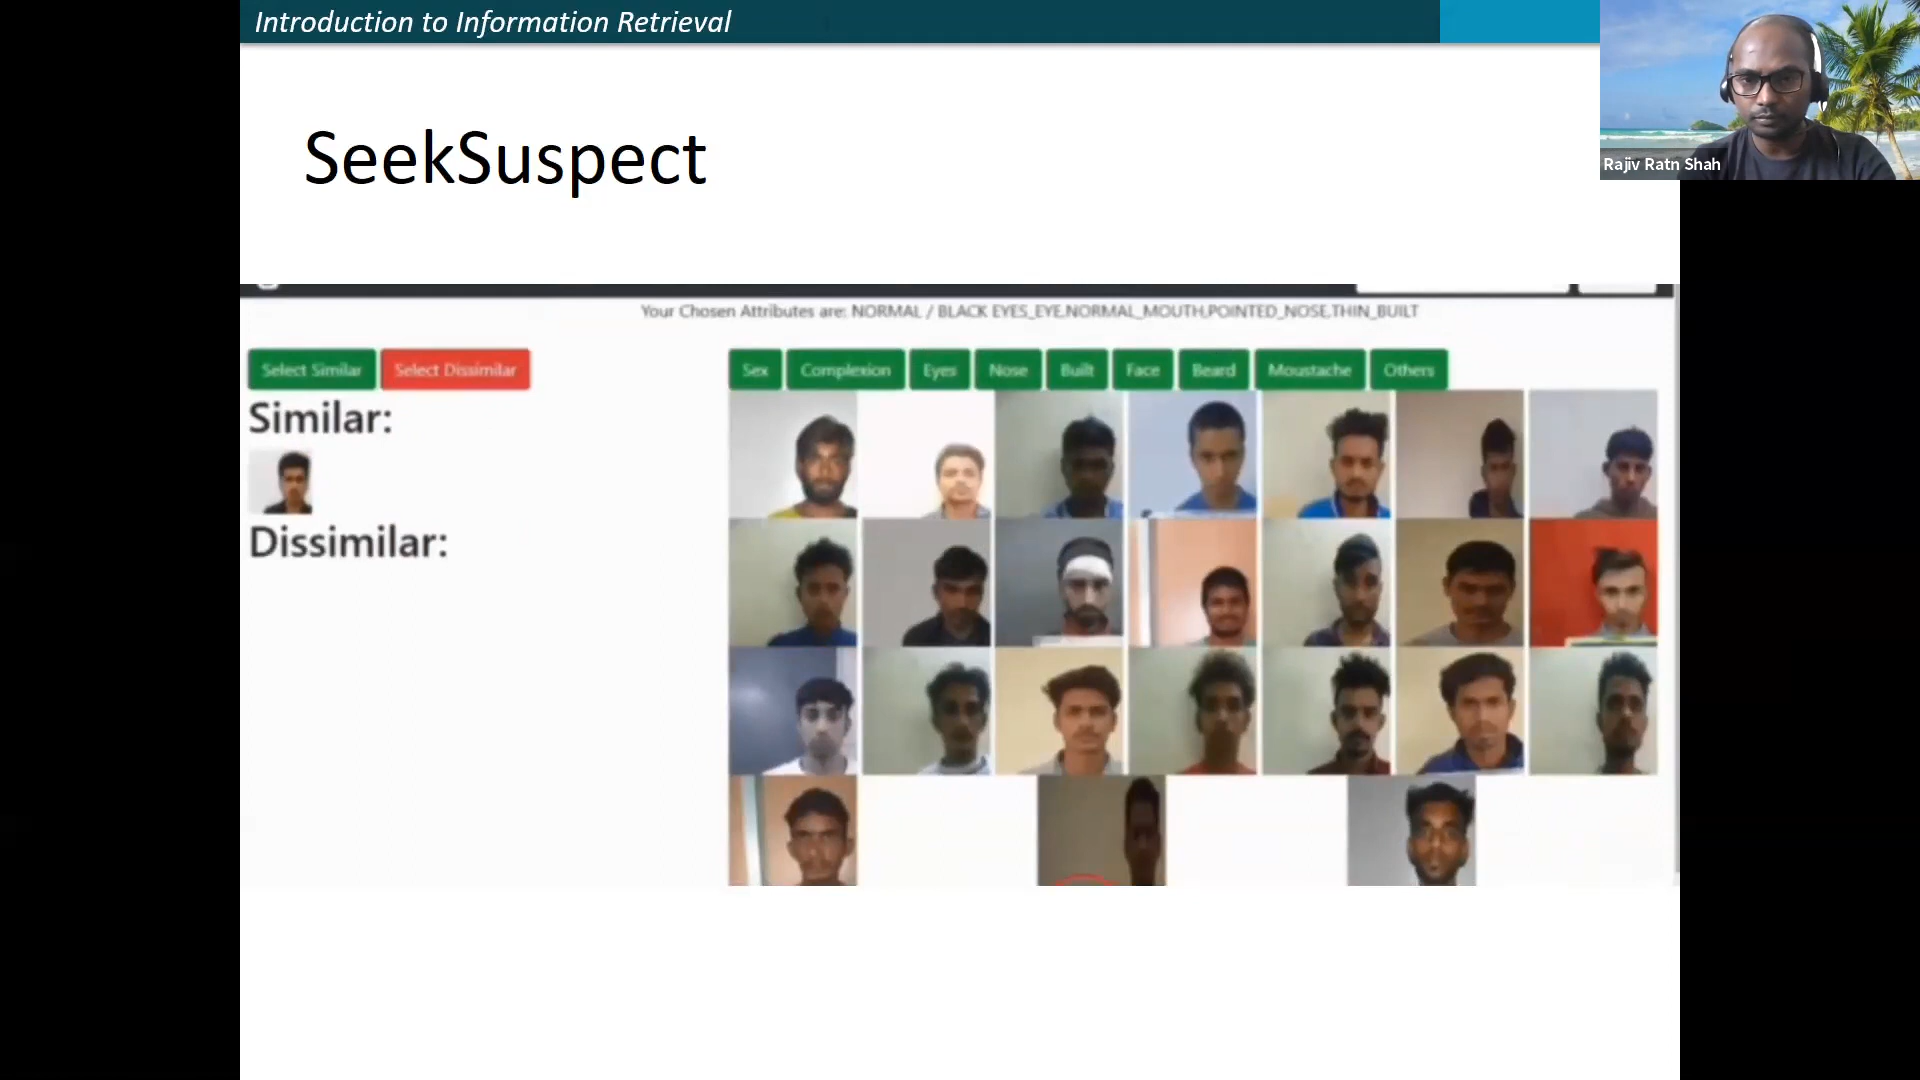 Introduction to Information Retrieval
Rajiv Ratn Shah
SeekSuspect
Your Chosen Attributes are: NORMAL / BLACK EYES_EYE,NORMAL_MOUTH,POINTED_NOSE,THIN_BUILT
Select Similar Select Dissimilar
Sex Complexion Eyes Nose Built Face Beard Moustache Others
Similar:
Dissimilar: